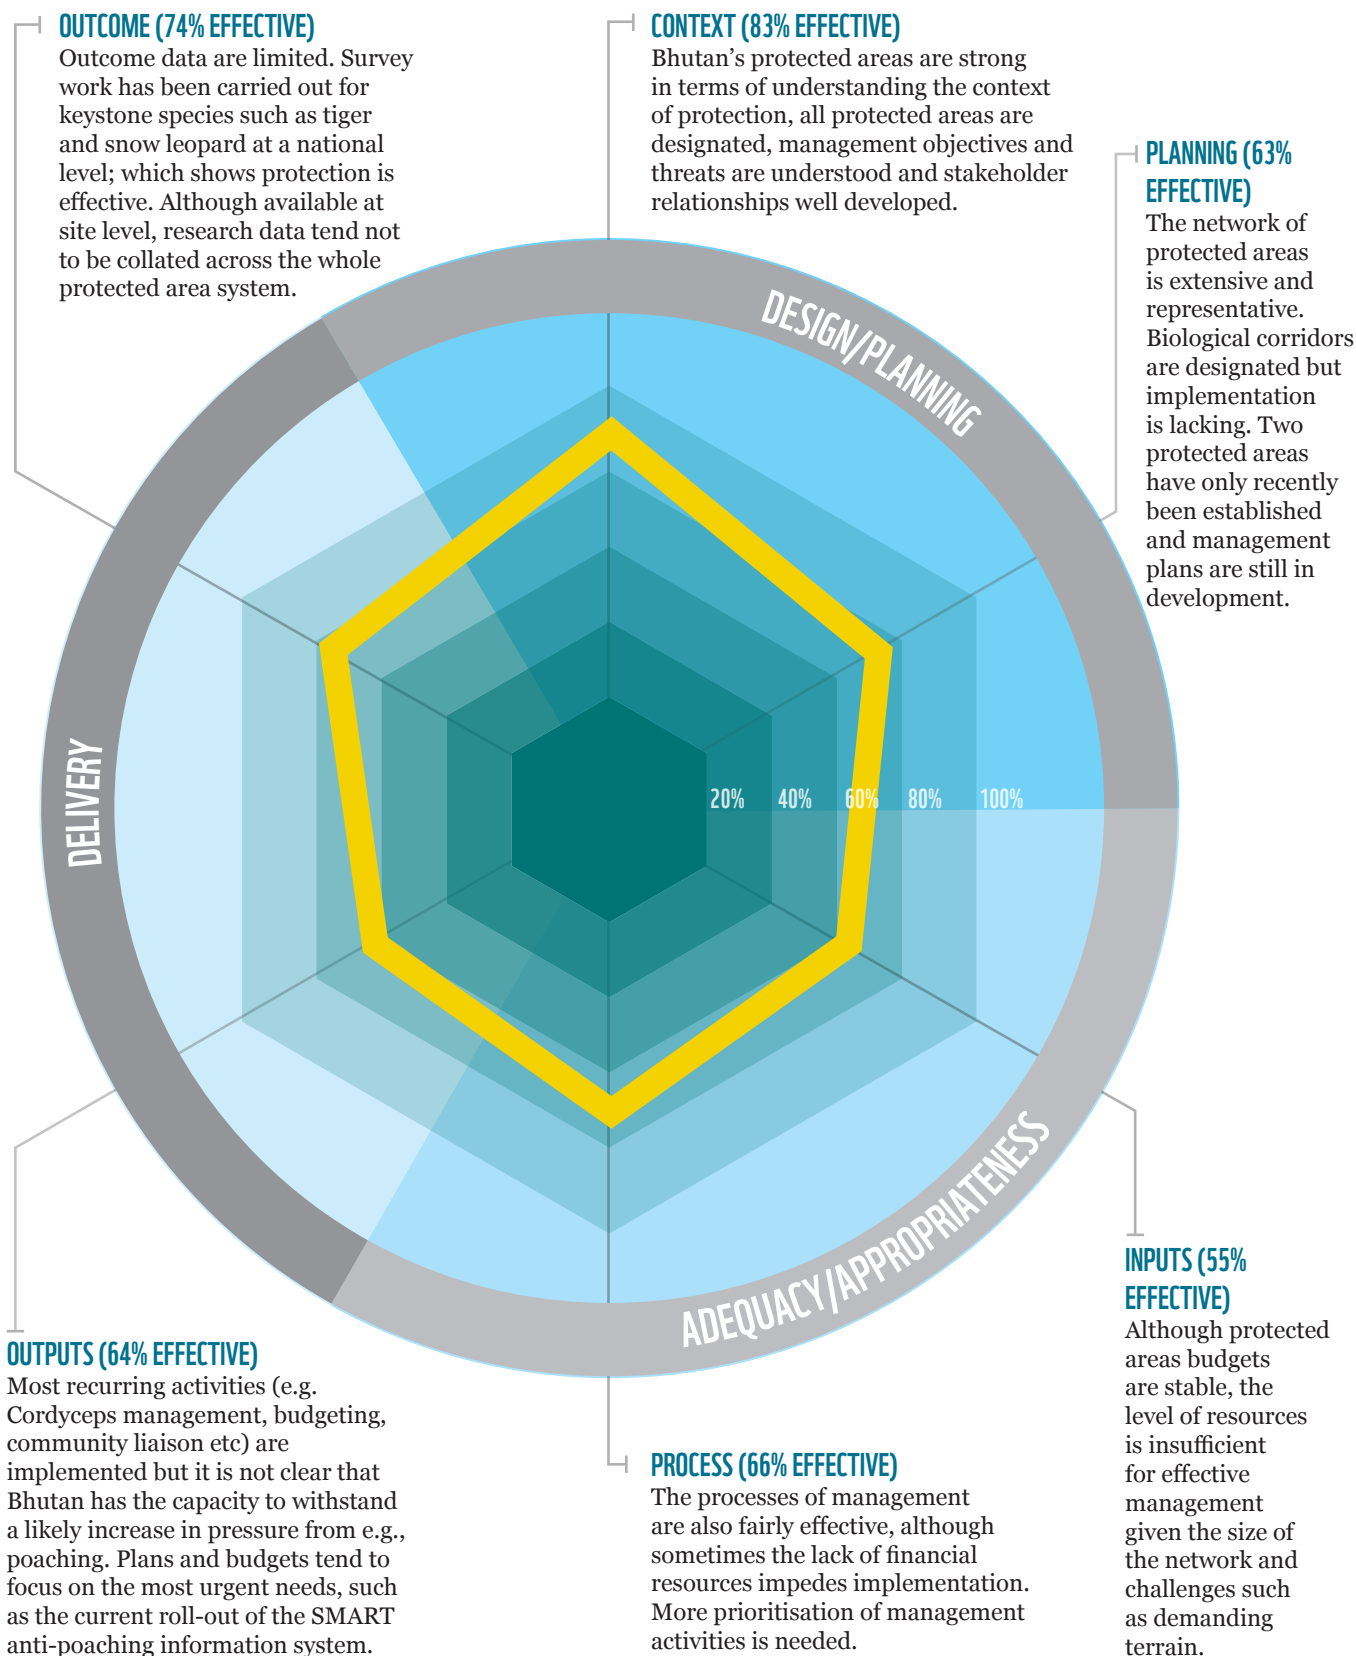 OUTCOME (74% EFFECTIVE)
Outcome data are limited. Survey
work has been carried out for
keystone species such as tiger
and snow leopard at a national
level; which shows protection is
effective. Although available at
site level, research data tend not
to be collated across the whole
protected area system.
CONTEXT (83% EFFECTIVE)
Bhutan’s protected areas are strong
in terms of understanding the context
of protection, all protected areas are
designated, management objectives and
threats are understood and stakeholder
relationships well developed.
PLANNING (63%
EFFECTIVE)
The network of
protected areas
is extensive and
representative.
Biological corridors
are designated but
implementation
is lacking. Two
protected areas
have only recently
been established
and management
plans are still in
development.
DESIGN/PLANNING
DELIVERY
20% 40% 60% 80% 100%
ADEQUACY/APPROPRIATENESS
INPUTS (55%
EFFECTIVE)
Although protected
areas budgets
are stable, the
level of resources
is insufficient
for effective
management
given the size of
the network and
challenges such
as demanding
terrain.
OUTPUTS (64% EFFECTIVE)
Most recurring activities (e.g.
Cordyceps management, budgeting,
community liaison etc) are
implemented but it is not clear that
Bhutan has the capacity to withstand
a likely increase in pressure from e.g.,
poaching. Plans and budgets tend to
focus on the most urgent needs, such
as the current roll-out of the SMART
anti-poaching information system.
PROCESS (66% EFFECTIVE)
The processes of management
are also fairly effective, although
sometimes the lack of financial
resources impedes implementation.
More prioritisation of management
activities is needed.